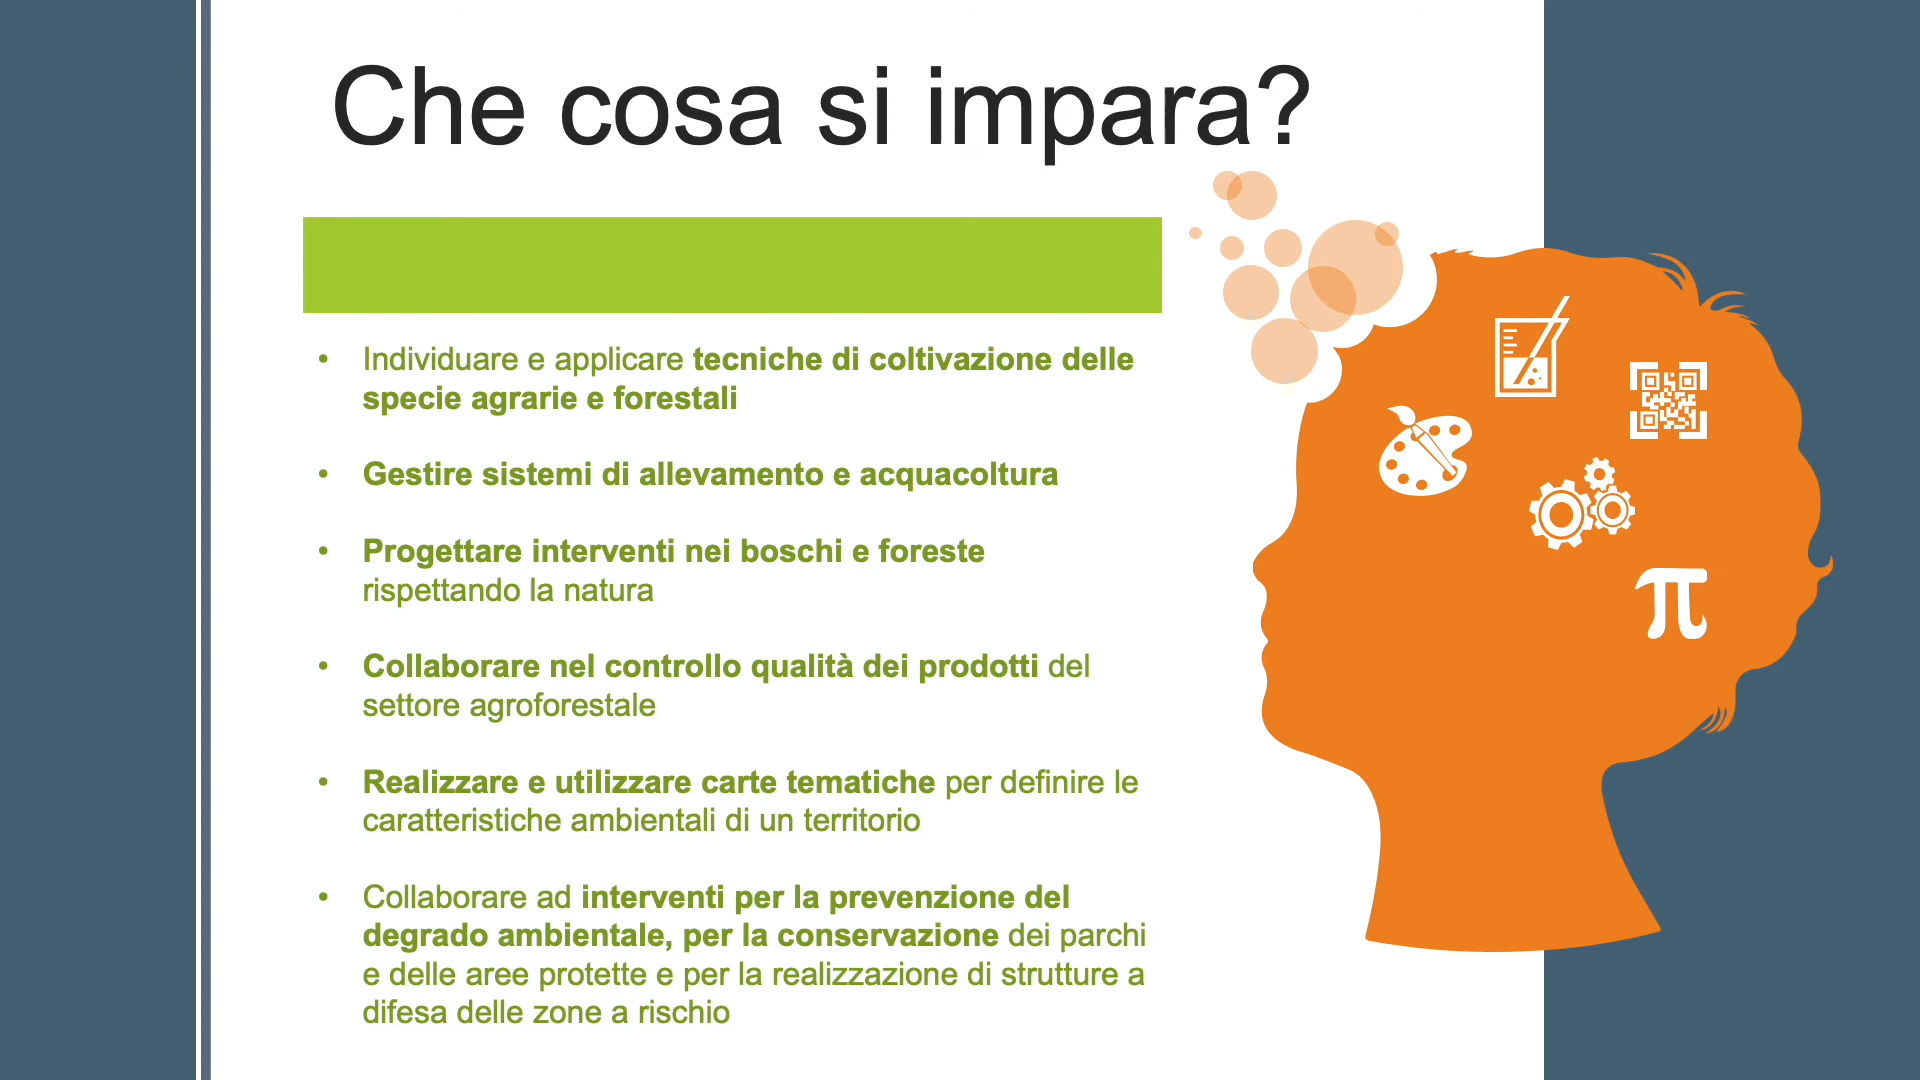 Che cosa si impara?
• Individuare e applicare tecniche di coltivazione delle
specie agrarie e forestali
• Gestire sistemi di allevamento e acquacoltura
• Progettare interventi nei boschi e foreste
rispettando la natura
• Collaborare nel controllo qualità dei prodotti del
settore agroforestale
• Realizzare e utilizzare carte tematiche per definire le
caratteristiche ambientali di un territorio
• Collaborare ad interventi per la prevenzione del
degrado ambientale, per la conservazione dei parchi
e delle aree protette e per la realizzazione di strutture a
difesa delle zone a rischio
π